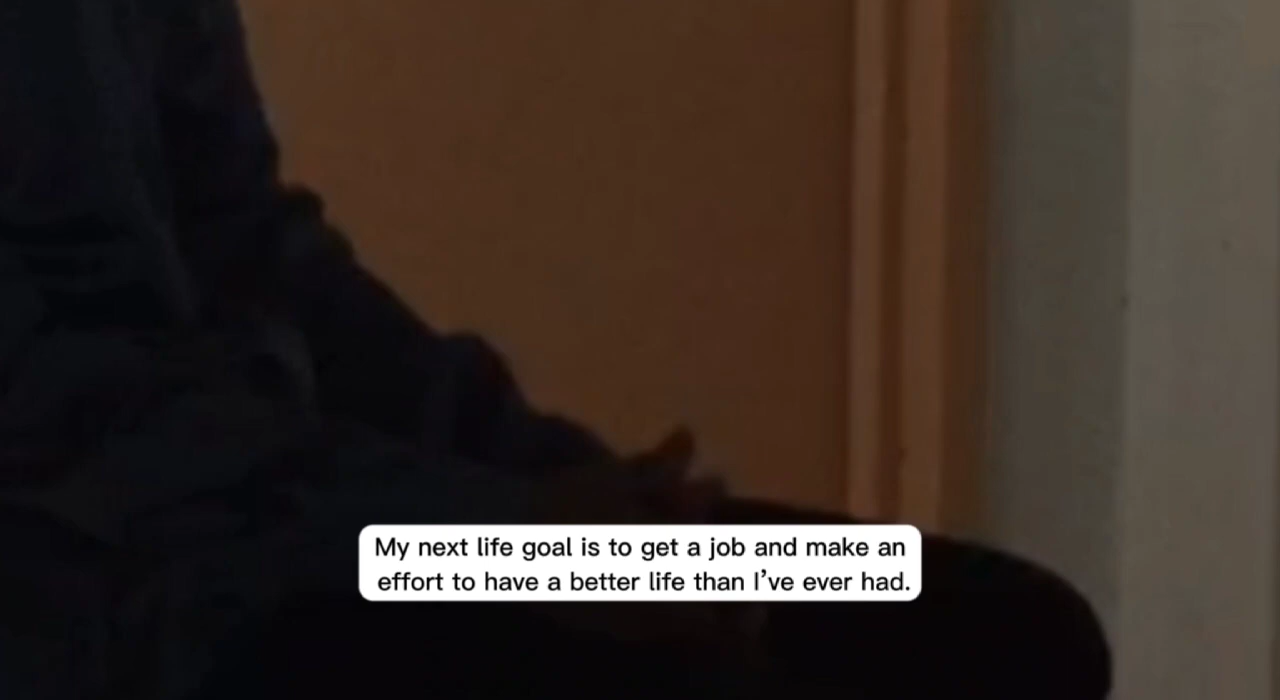 My next life goal is to get a job and make an
effort to have a better life than I’ve ever had.